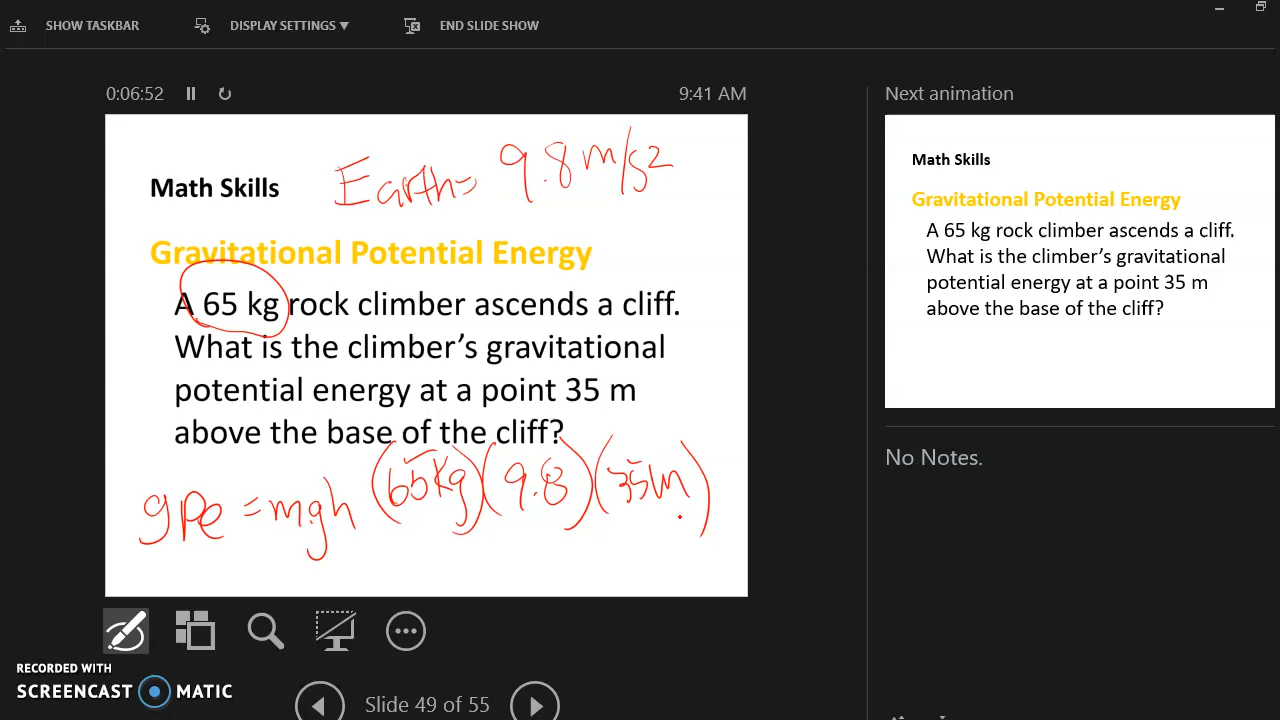 SHOW TASKBAR DISPLAY SETTINGS ▼ END SLIDE SHOW
0:06:52 9:41 AM
Math Skills Earth= 9.8 m/s2
Gravitational Potential Energy
A 65 kg rock climber ascends a cliff.
What is the climber’s gravitational
potential energy at a point 35 m
above the base of the cliff?
gpe = mgh (65kg)(9.8)(35m)
Next animation
Math Skills
Gravitational Potential Energy
A 65 kg rock climber ascends a cliff.
What is the climber’s gravitational
potential energy at a point 35 m
above the base of the cliff?
No Notes.
RECORDED WITH
SCREENCAST MATIC
Slide 49 of 55